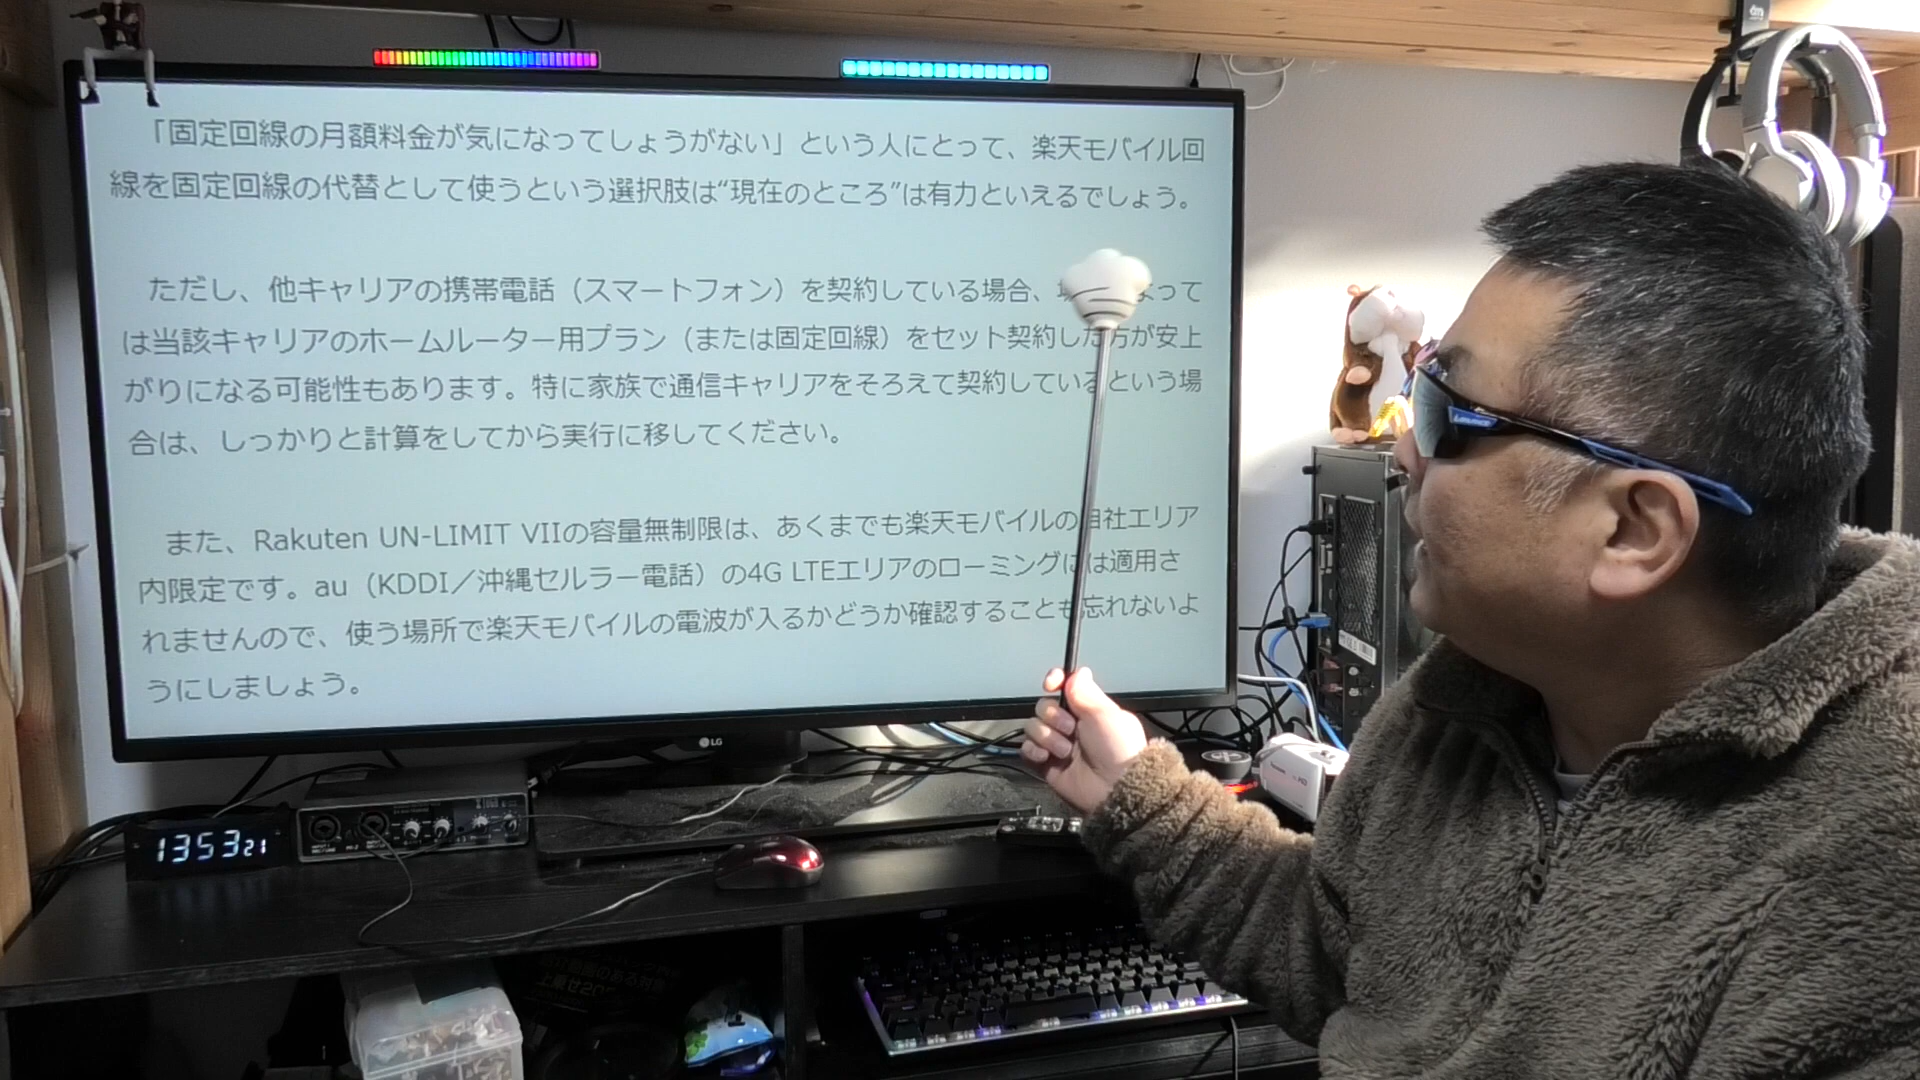 「固定回線の月額料金が気になってしょうがない」という人にとって、楽天モバイル回
線を固定回線の代替として使うという選択肢は“現在のところ”は有力といえるでしょう。
ただし、他キャリアの携帯電話（スマートフォン）を契約している場合、場 よって
は当該キャリアのホームルーター用プラン（または固定回線）をセット契約した方が安上
がりになる可能性もあります。特に家族で通信キャリアをそろえて契約しているという場
合は、しっかりと計算をしてから実行に移してください。
また、Rakuten UN-LIMIT VIIの容量無制限は、あくまでも楽天モバイルの自社エリア
内限定です。au（KDDI／沖縄セルラー電話）の4G LTEエリアのローミングには適用さ
れませんので、使う場所で楽天モバイルの電波が入るかどうか確認することも忘れないよ
うにしましょう。
LG
1353 21